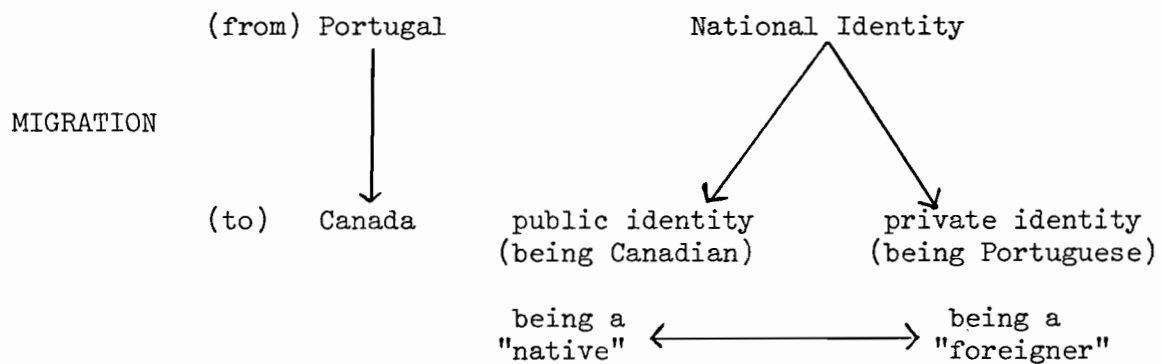 (from) Portugal National Identity
MIGRATION
(to) Canada public identity private identity
(being Canadian) (being Portuguese)
being a being a
"native" "foreigner"